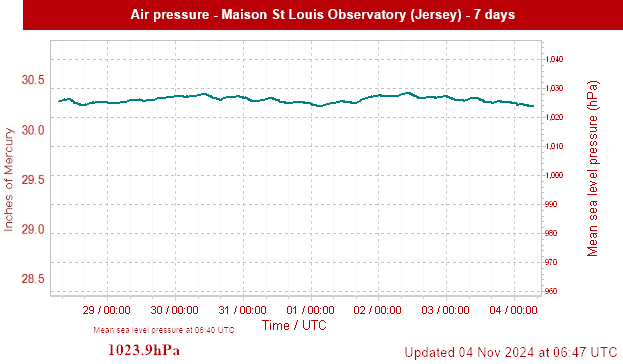 Air pressure - Maison St Louis Observatory (Jersey) - 7 days
30.5
30.0
29.5
29.0
28.5
Inches of Mercury
1,040
1,030
1,020
1,010
1,000
990
980
970
960
Mean sea level pressure (hPa)
29 / 00:00 30 / 00:00 31 / 00:00 01 / 00:00 02 / 00:00 03 / 00:00 04 / 00:00
Time / UTC
Mean sea level pressure at 06:40 UTC
1023.9hPa
Updated 04 Nov 2024 at 06:47 UTC